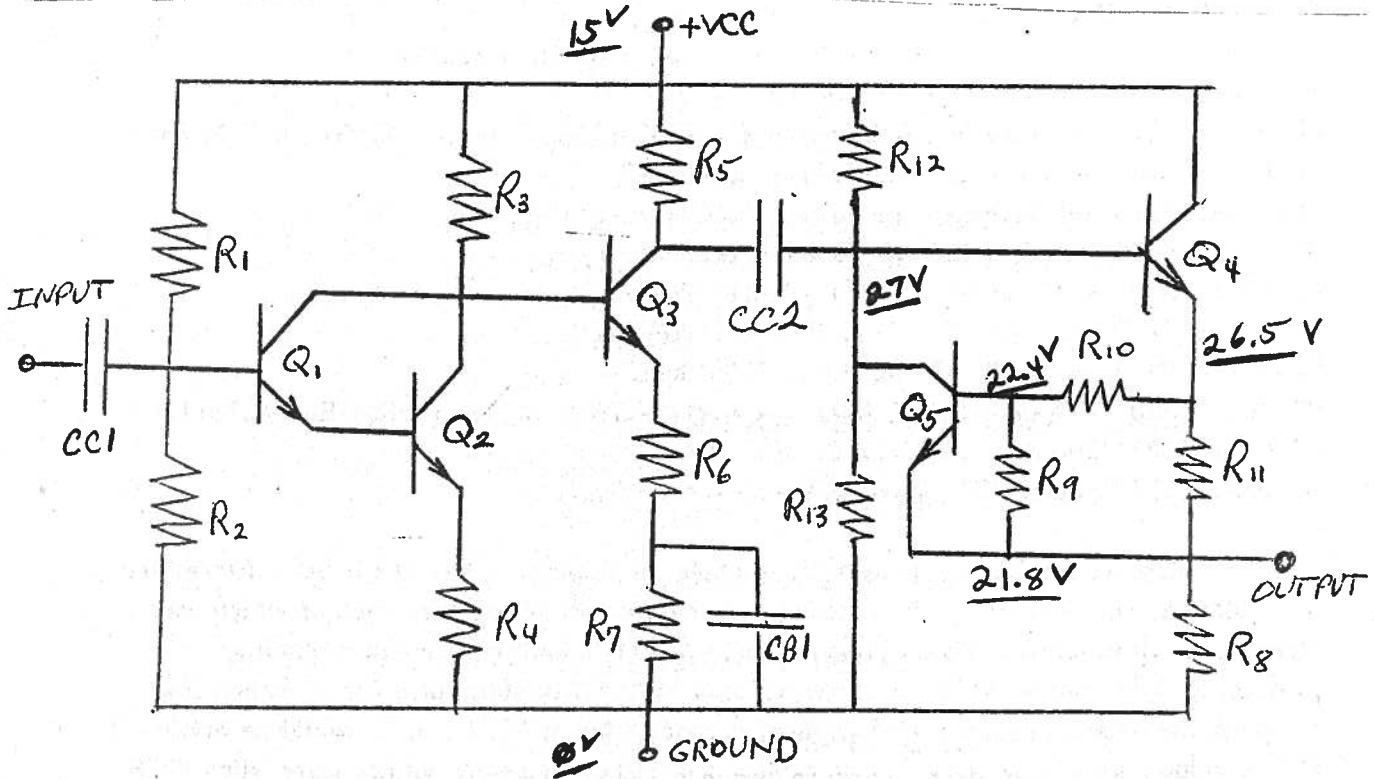 15V
+VCC
R5
R12
R3
R1
Q4
INPUT
Q3
CC2
27V
26.5 V
R10
22.4V
Q1
Q5
CC1
Q2
R6
R9
R11
R2
R13
21.8V
OUTPUT
R4
R7
CB1
R8
0V
GROUND